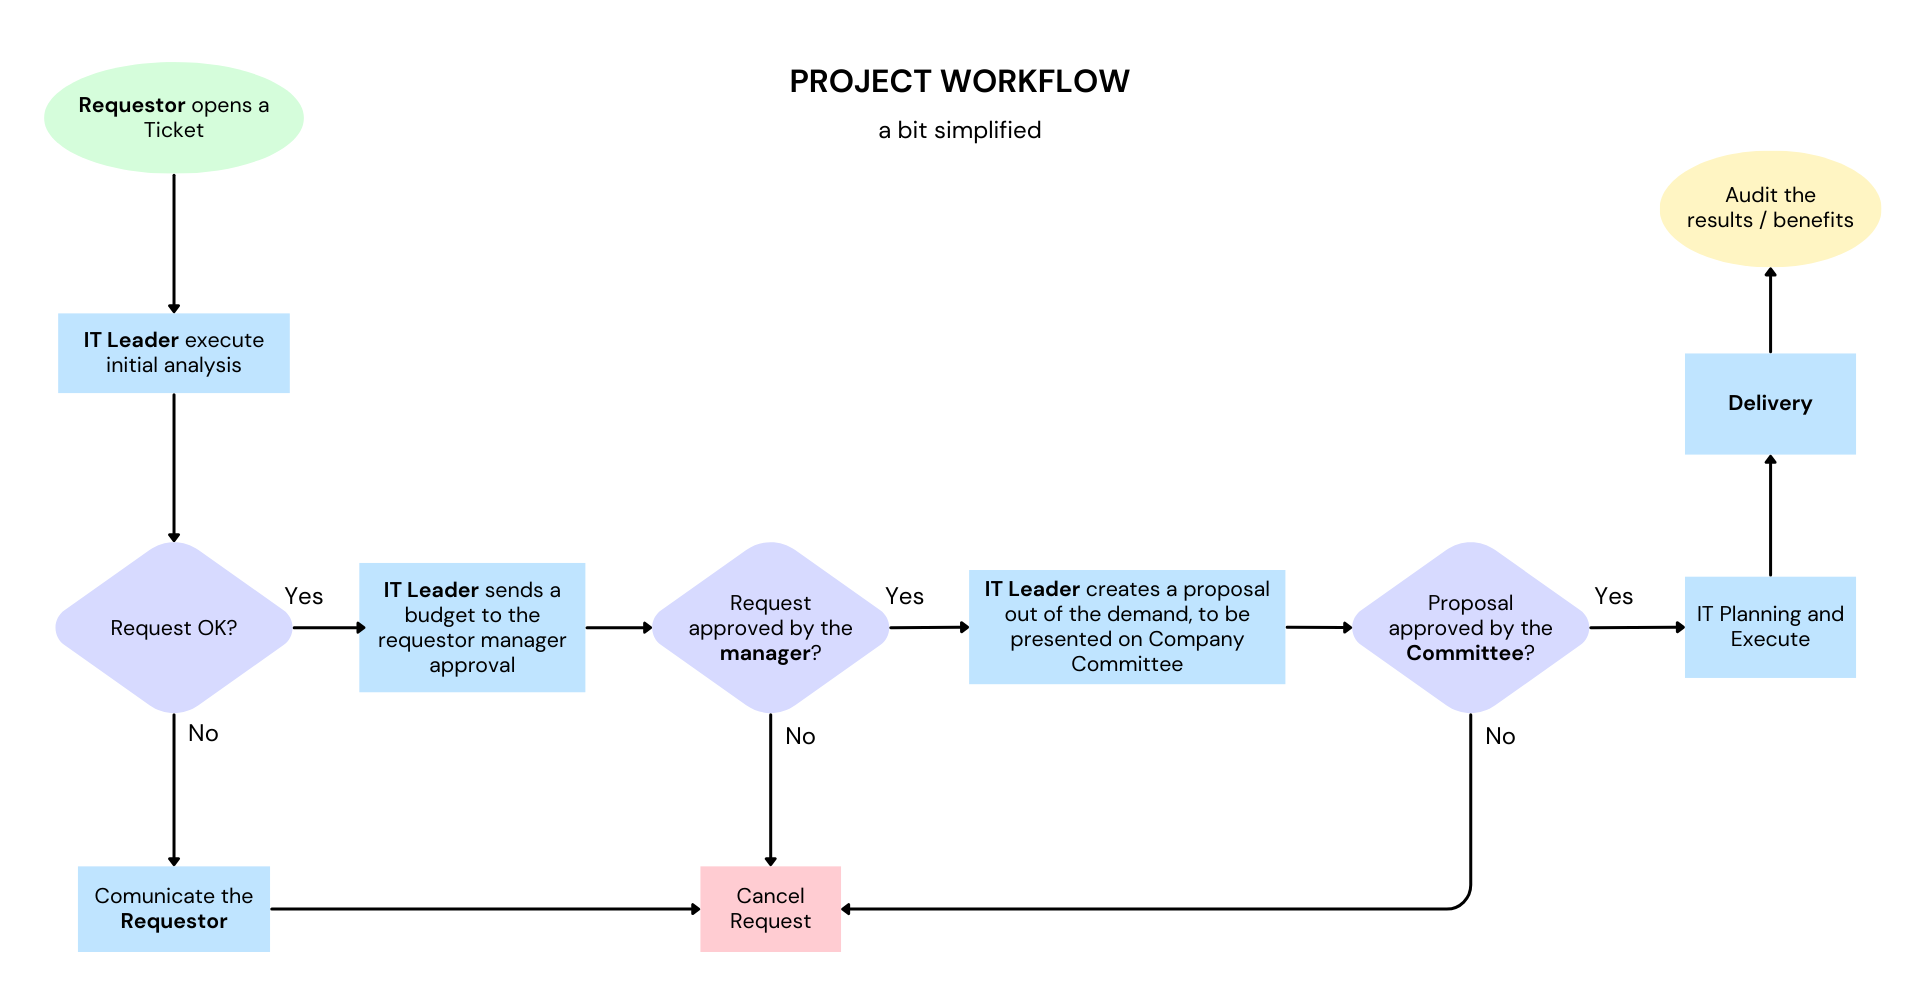 PROJECT WORKFLOW
a bit simplified
Requestor opens a
Ticket
IT Leader execute
initial analysis
Request OK?
Yes
No
IT Leader sends a
budget to the
requestor manager
approval
Request
approved by the
manager?
Yes
No
IT Leader creates a proposal
out of the demand, to be
presented on Company
Committee
Proposal
approved by the
Committee?
Yes
No
IT Planning and
Execute
Delivery
Audit the
results / benefits
Comunicate the
Requestor
Cancel
Request